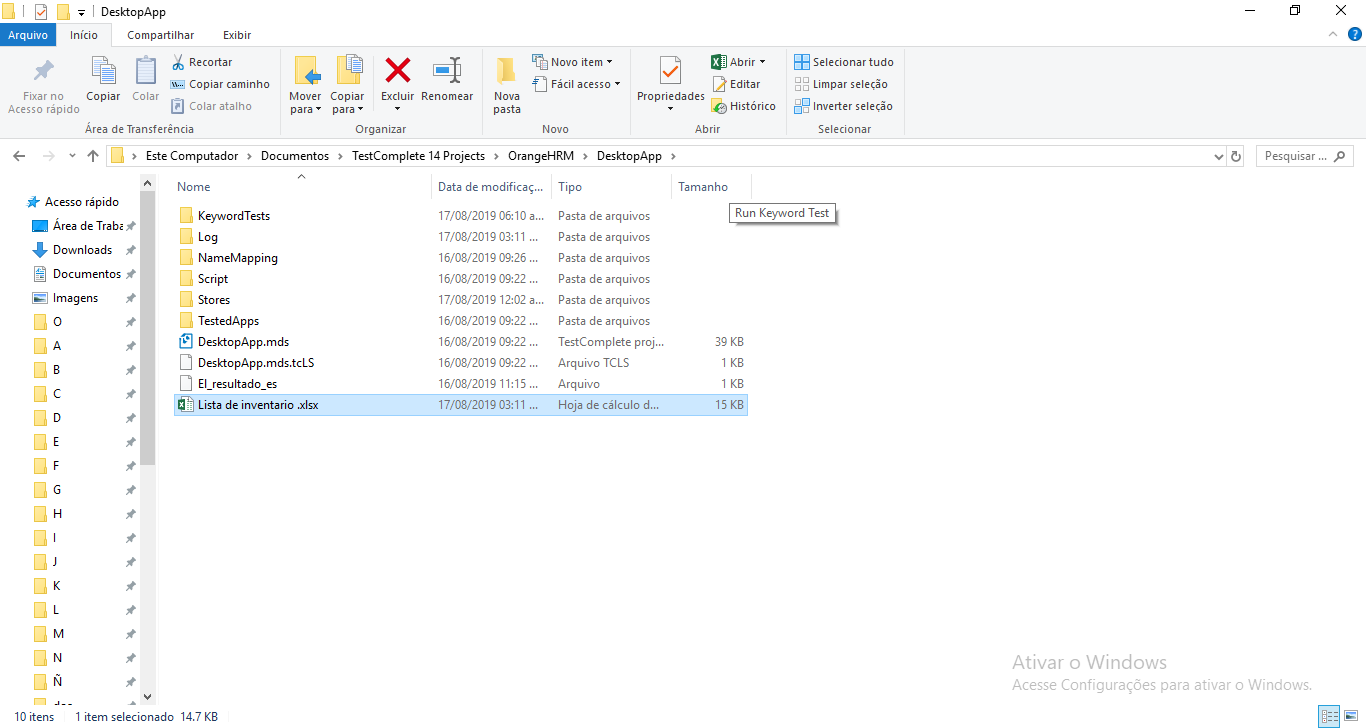 DesktopApp
Arquivo Início Compartilhar Exibir
Fixar no Acesso rápido
Copiar
Colar
Recortar
Copiar caminho
Colar atalho
Área de Transferência
Mover para
Copiar para
Excluir
Renomear
Organizar
Nova pasta
Novo item
Fácil acesso
Novo
Propriedades
Abrir
Editar
Histórico
Abrir
Selecionar tudo
Limpar seleção
Inverter seleção
Selecionar
Este Computador Documentos TestComplete 14 Projects OrangeHRM DesktopApp
Pesquisar ...
Acesso rápido
Área de Traba
Downloads
Documentos
Imagens
O
A
B
C
D
E
F
G
H
I
J
K
L
M
N
Ñ
Nome Data de modificaç... Tipo Tamanho
Run Keyword Test
KeywordTests 17/08/2019 06:10 a... Pasta de arquivos
Log 17/08/2019 03:11 ... Pasta de arquivos
NameMapping 16/08/2019 09:26 ... Pasta de arquivos
Script 16/08/2019 09:22 ... Pasta de arquivos
Stores 17/08/2019 12:02 a... Pasta de arquivos
TestedApps 16/08/2019 09:22 ... Pasta de arquivos
DesktopApp.mds 16/08/2019 09:22 ... TestComplete proj... 39 KB
DesktopApp.mds.tcLS 16/08/2019 09:22 ... Arquivo TCLS 1 KB
El_resultado_es 16/08/2019 11:15 ... Arquivo 1 KB
Lista de inventario .xlsx 17/08/2019 03:11 ... Hoja de cálculo d... 15 KB
Ativar o Windows
Acesse Configurações para ativar o Windows.
10 itens 1 item selecionado 14.7 KB